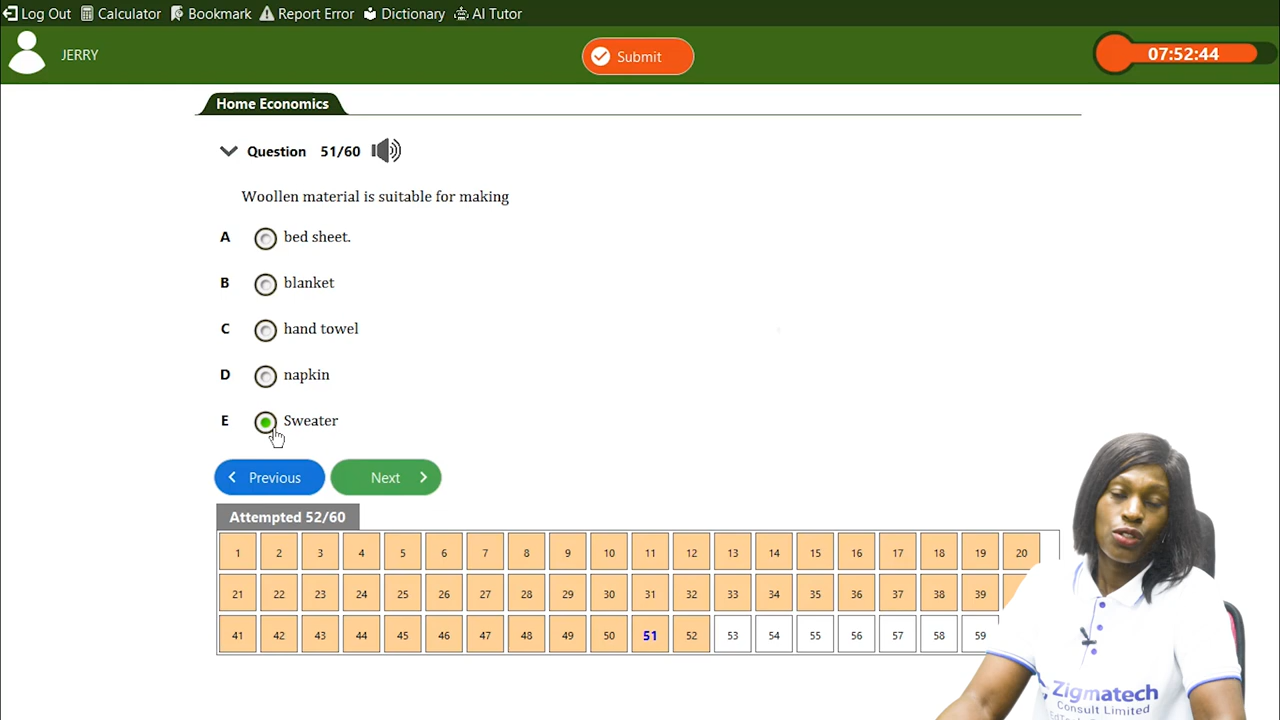 Log Out Calculator Bookmark Report Error Dictionary AI Tutor
JERRY
Submit
07:52:44
Home Economics
Question 51/60
Woollen material is suitable for making
A bed sheet.
B blanket
C hand towel
D napkin
E Sweater
Previous Next
Attempted 52/60
1 2 3 4 5 6 7 8 9 10 11 12 13 14 15 16 17 18 19 20
21 22 23 24 25 26 27 28 29 30 31 32 33 34 35 36 37 38 39
41 42 43 44 45 46 47 48 49 50 51 52 53 54 55 56 57 58 59
Zigmatech
Consult Limited